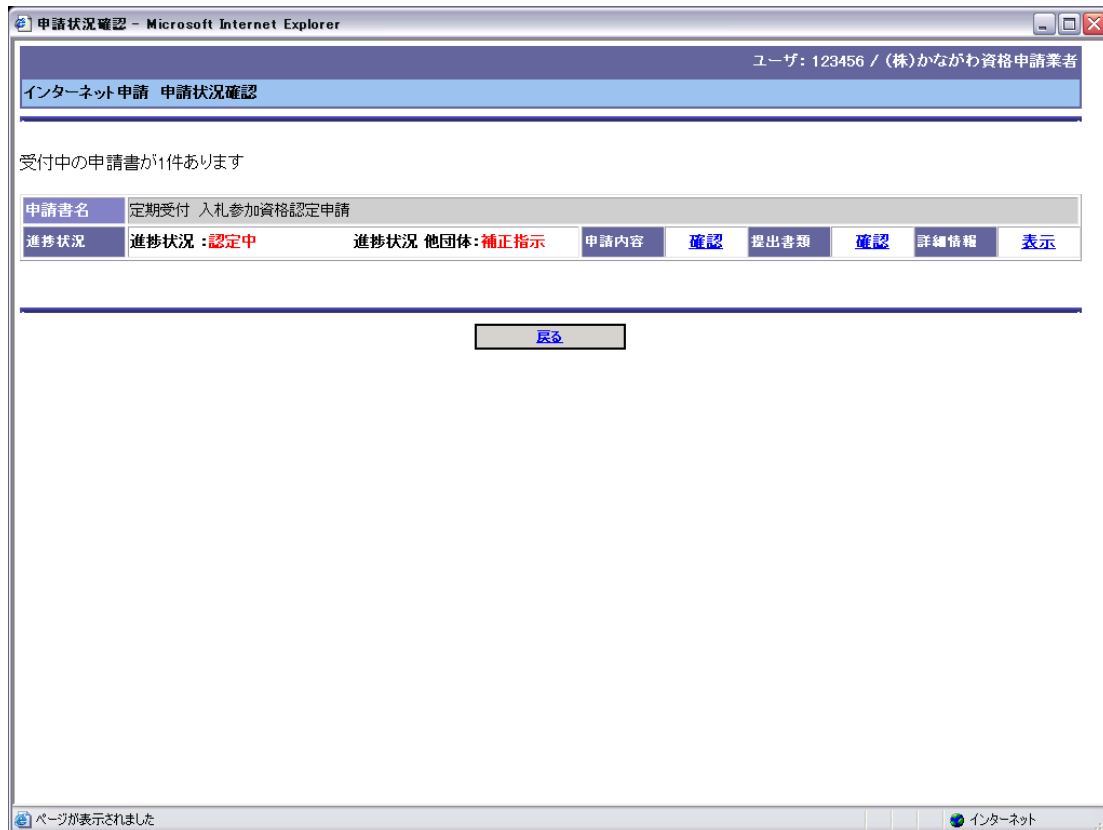 申請状況確認 - Microsoft Internet Explorer
ユーザ: 123456 / (株)かながわ資格申請業者
インターネット申請 申請状況確認
受付中の申請書が1件あります
申請書名 定期受付 入札参加資格認定申請
進捗状況 進捗状況 :認定中 進捗状況 他団体:補正指示 申請内容 確認 提出書類 確認 詳細情報 表示
戻る
ページが表示されました インターネット